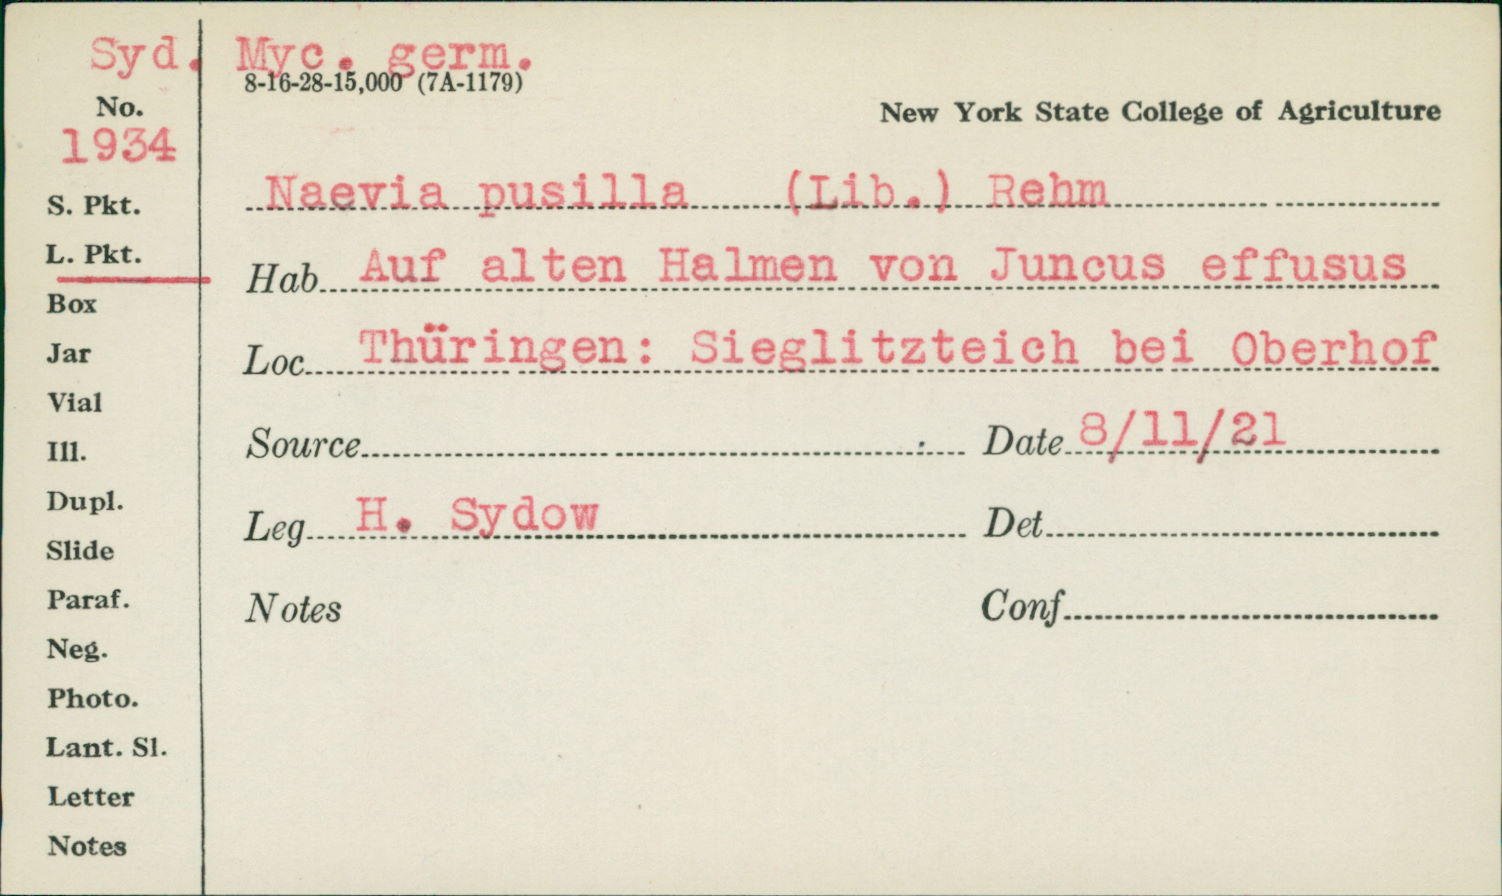 Syd. Myc. germ.
8-16-28-15,000 (7A-1179)
No.
New York State College of Agriculture
1934
Naevia pusilla (Lib.) Rehm
S. Pkt.
L. Pkt.
Hab. Auf alten Halmen von Juncus effusus
Box
Jar
Loc. Thüringen: Sieglitzteich bei Oberhof
Vial
Ill.
Source Date 8/11/21
Dupl.
Leg. H. Sydow Det.
Slide
Paraf.
Notes Conf.
Neg.
Photo.
Lant. Sl.
Letter
Notes